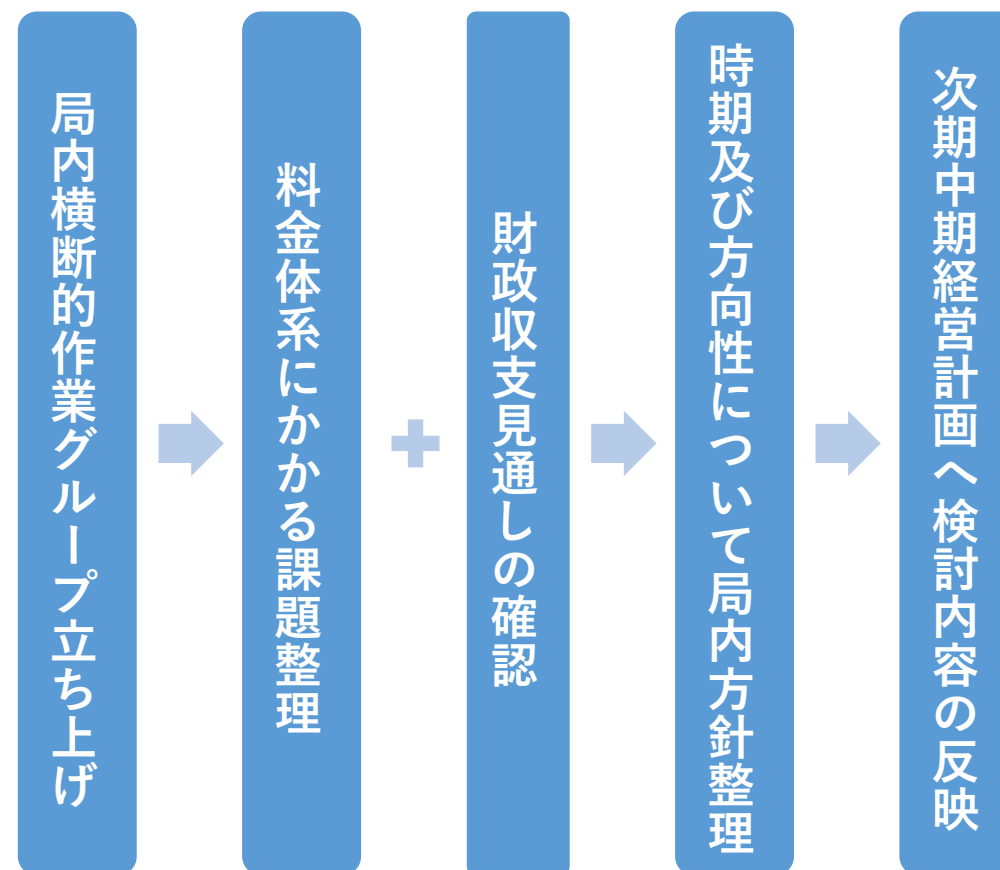 局内横断的作業グループ立ち上げ
料金体系にかかる課題整理
財政収支見通しの確認
時期及び方向性について局内方針整理
次期中期経営計画へ検討内容の反映